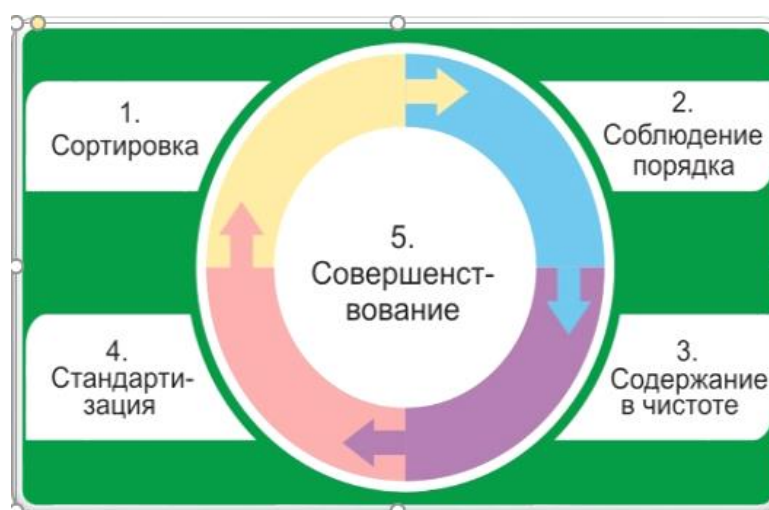 1.
Сортировка
2.
Соблюдение
порядка
5.
Совершенст-
вование
4.
Стандарти-
зация
3.
Содержание
в чистоте